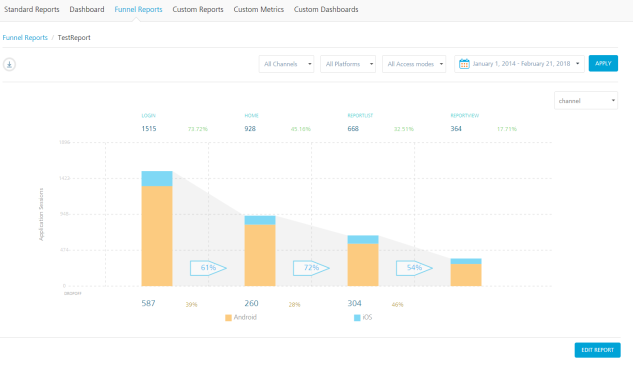 Standard Reports Dashboard Funnel Reports Custom Reports Custom Metrics Custom Dashboards
Funnel Reports / TestReport
All Channels All Platforms All Access modes January 1, 2014 - February 21, 2018 APPLY
channel
LOGIN HOME REPORTLIST REPORTVIEW
1515 73.72% 928 45.16% 668 32.51% 364 17.71%
1422
Application Sessions
0
61% 72% 54%
587 39% 260 28% 304 46%
Android iOS
EDIT REPORT